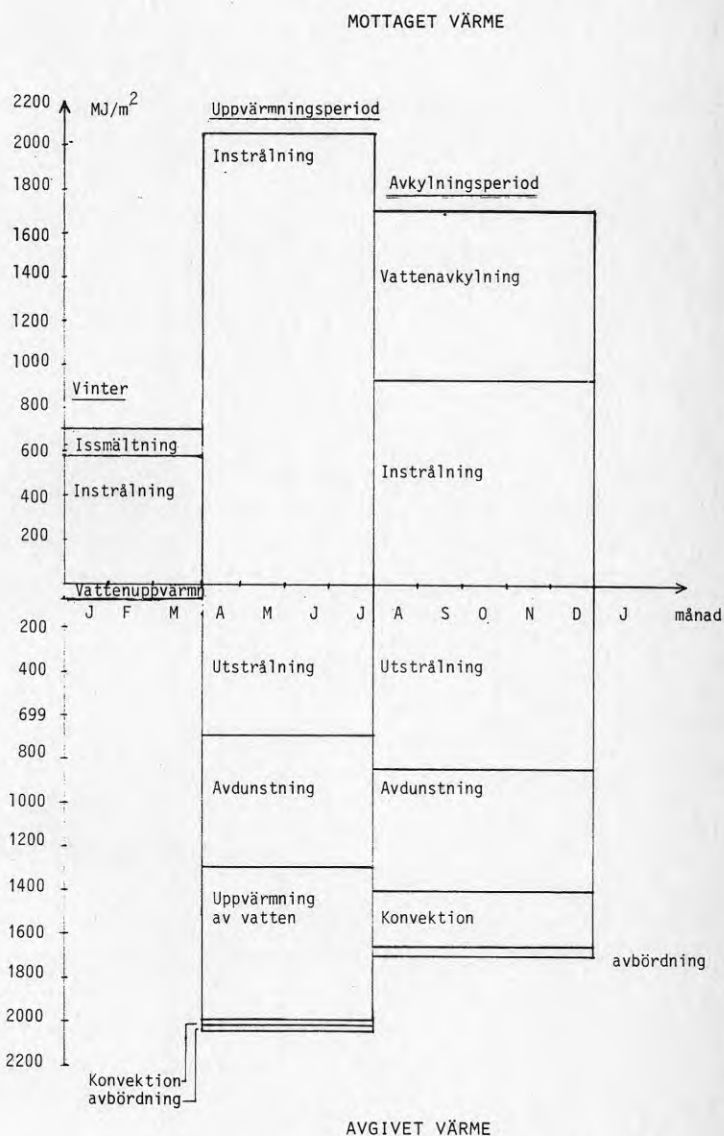 MOTTAGET VÄRME
2200
MJ/m2
Uppvärmningsperiod
2000
Instrålning
1800
Avkylningsperiod
1600
1400
Vattenavkylning
1200
1000
Vinter
800
600
Issmältning
Instrålning
400
Instrålning
200
Vattenuppvärmn
J F M A M J J A S O N D J månad
200
Utstrålning
Utstrålning
400
699
800
Avdunstning
Avdunstning
1000
1200
1400
Uppvärmning
av vatten
Konvektion
1600
1800
avbördning
2000
2200
Konvektion
avbördning
AVGIVET VÄRME